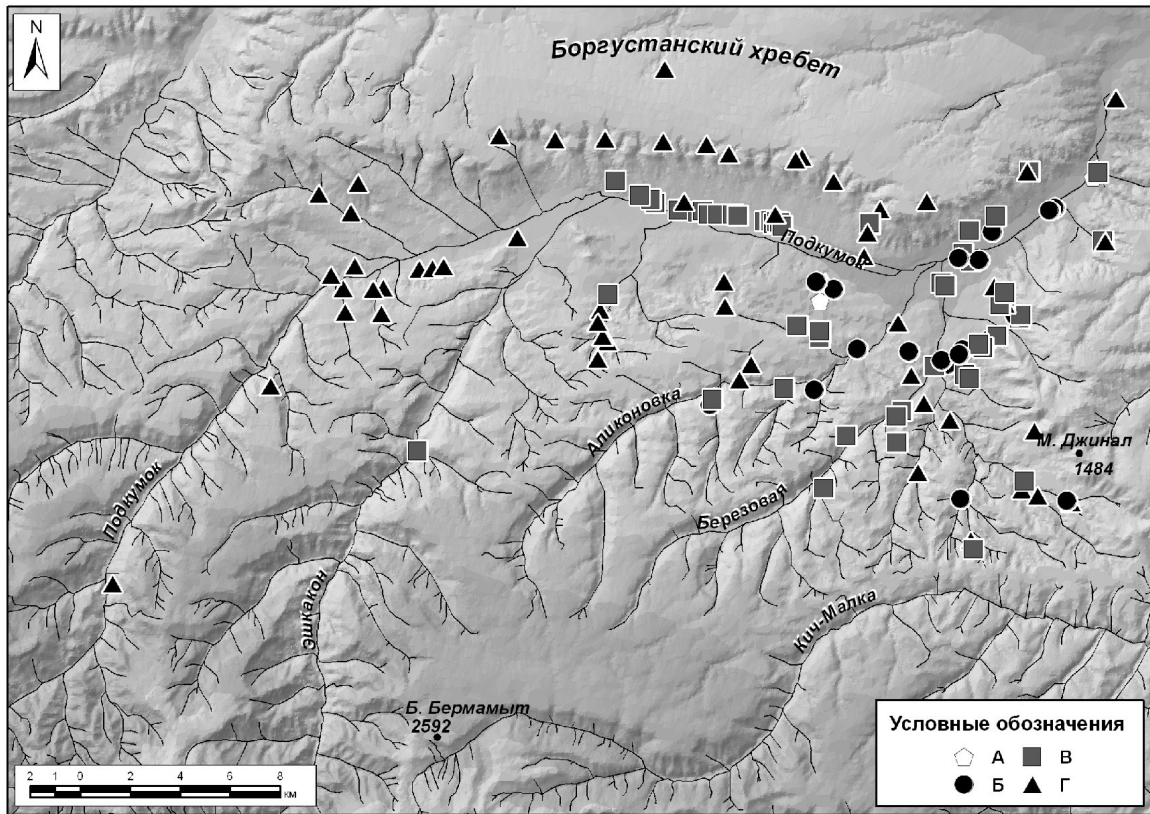 N
Боргустанский хребет
Подкумок
Аликоновка
М. Джинал
1484
Подкумок
Березовая
Эшкакон
Кич-Малка
Б. Бермамыт
2592
Условные обозначения
А В
Б Г
2 1 0 2 4 6 8
км